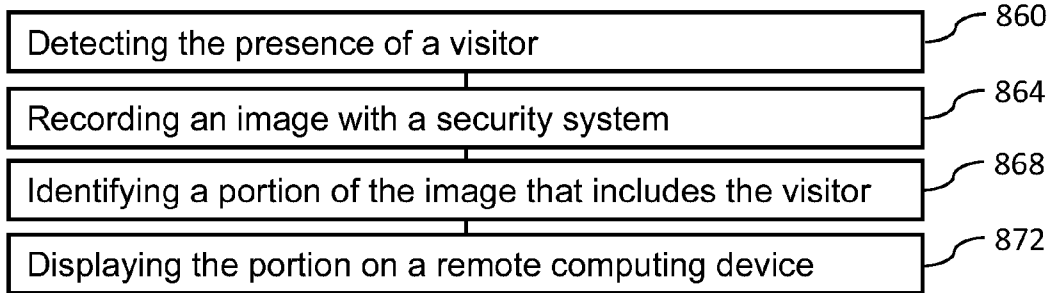 Detecting the presence of a visitor 860
Recording an image with a security system 864
Identifying a portion of the image that includes the visitor 868
Displaying the portion on a remote computing device 872